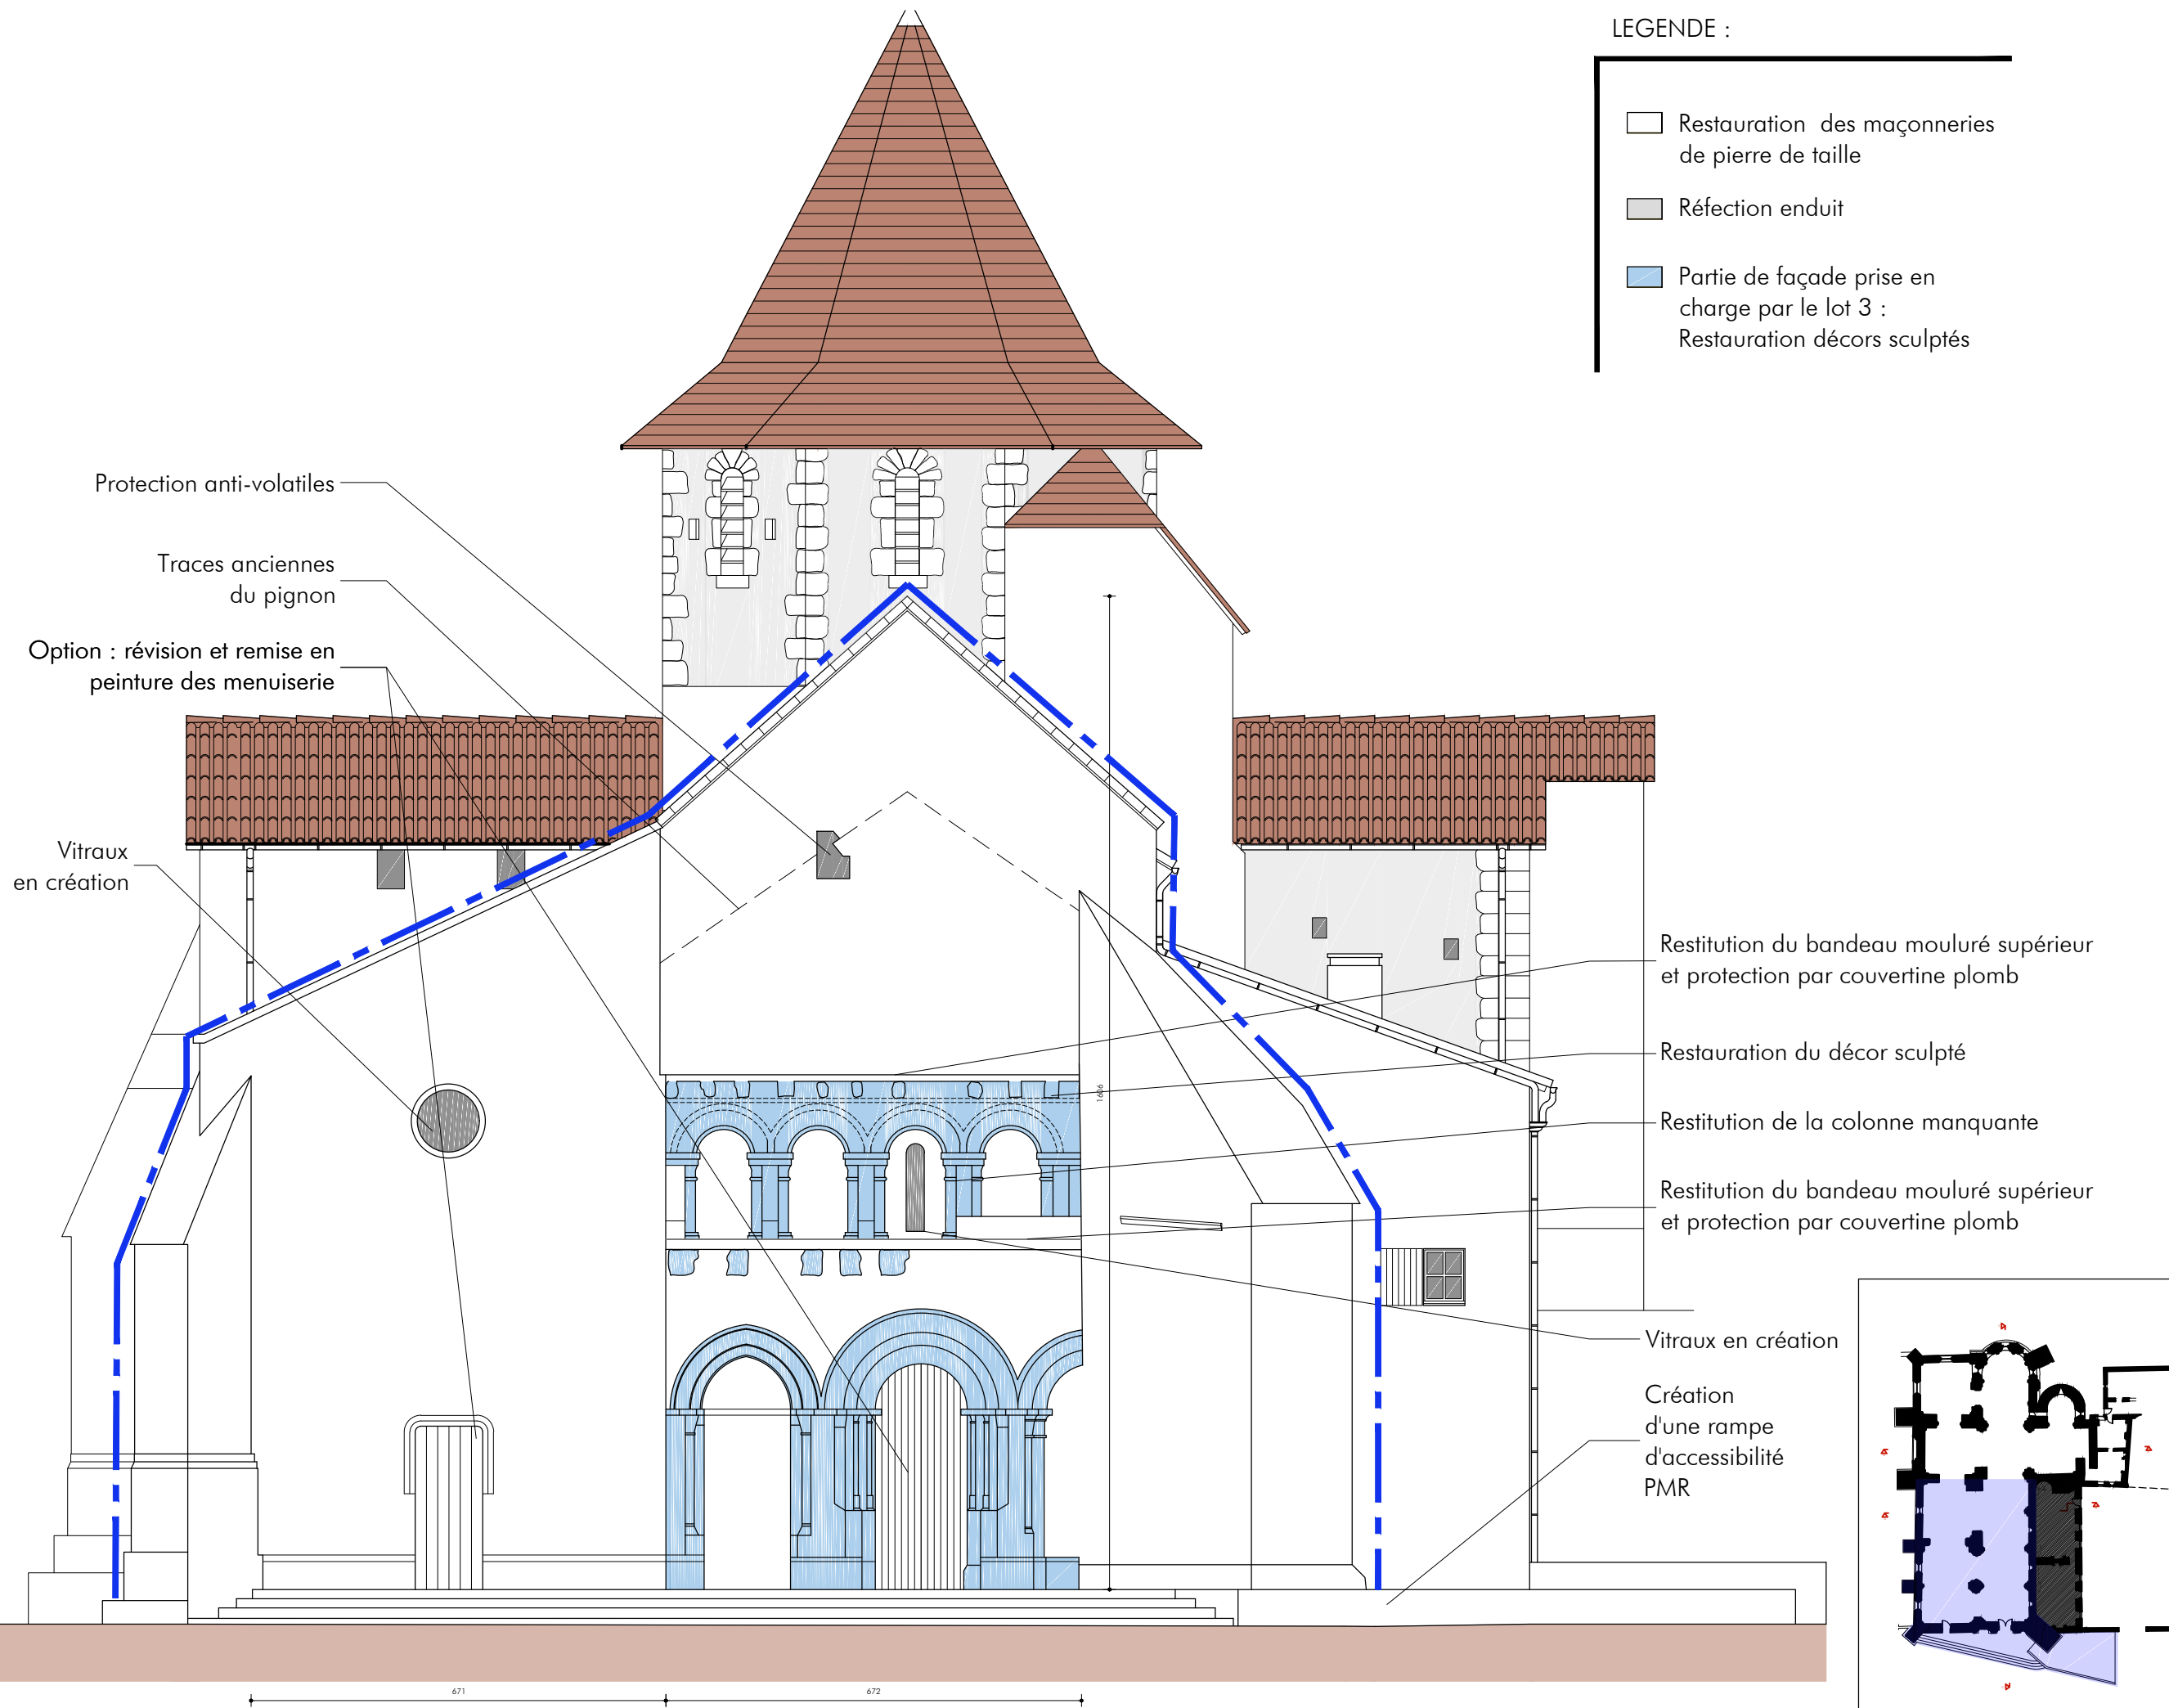 LEGENDE :
Restauration  des maçonneries
de pierre de taille
Réfection enduit
Partie de façade prise en
charge par le lot 3 :
Restauration décors sculptés
Protection anti-volatiles
Traces anciennes
du pignon
Option : révision et remise en
peinture des menuiserie
Vitraux
en création
Restitution du bandeau mouluré supérieur
et protection par couvertine plomb
Restauration du décor sculpté
Restitution de la colonne manquante
Restitution du bandeau mouluré supérieur
et protection par couvertine plomb
Vitraux en création
Création
d'une rampe
d'accessibilité
PMR
1606
671
672